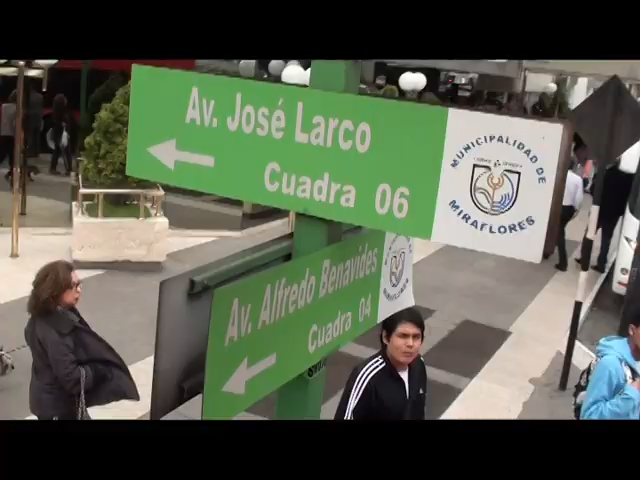 Av. José Larco
Cuadra 06
MUNICIPALIDAD DE
MIRAFLORES
Av. Alfredo Benavides
Cuadra 04
MIRAFLORES